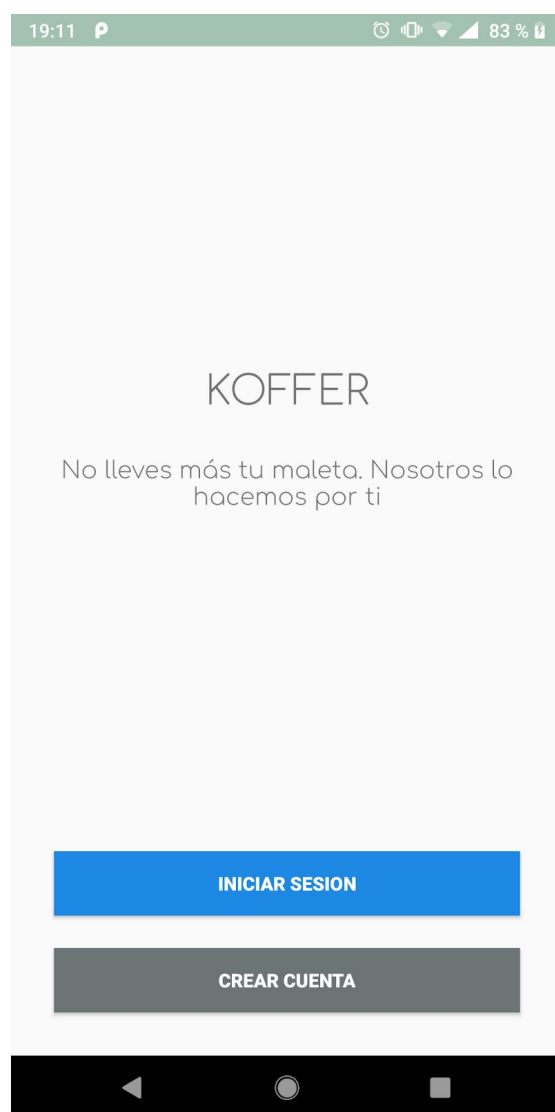 19:11 83 %
KOFFER
No lleves más tu maleta. Nosotros lo
hacemos por ti
INICIAR SESION
CREAR CUENTA